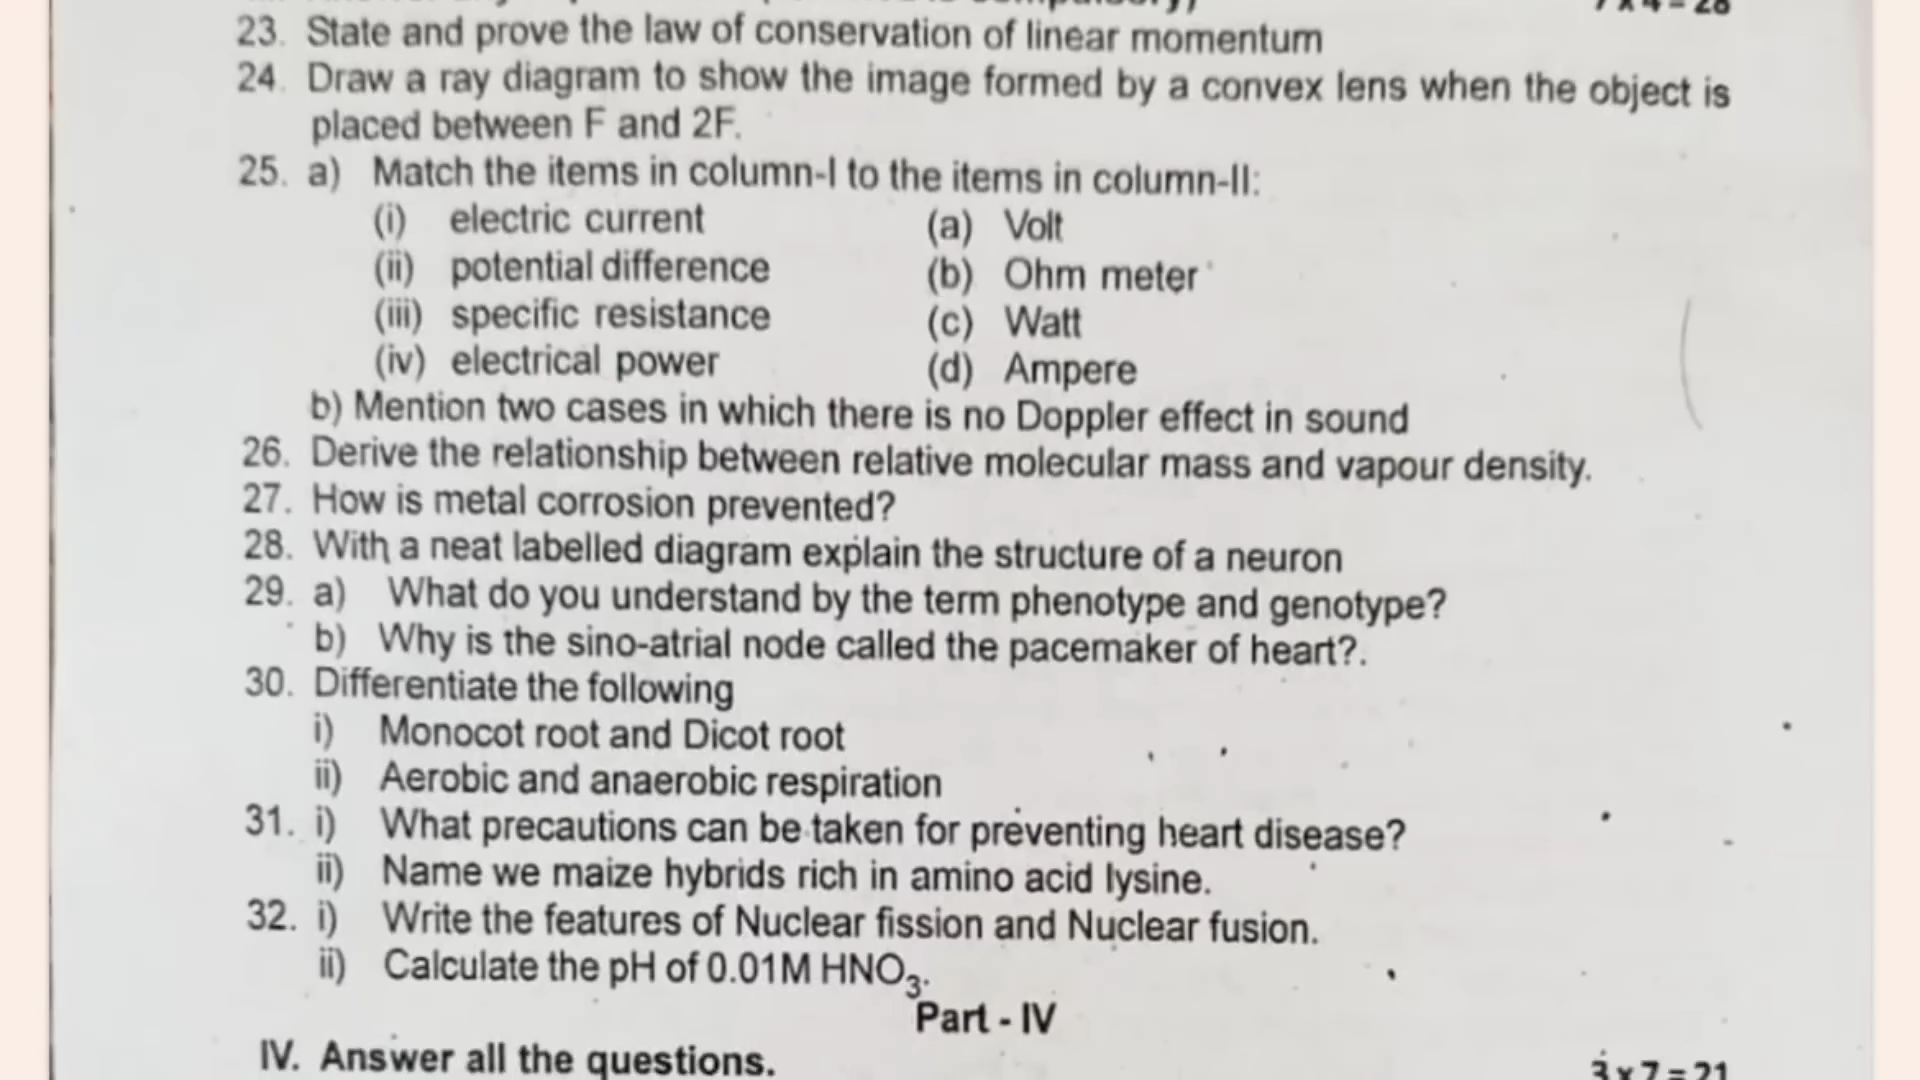 23. State and prove the law of conservation of linear momentum
24. Draw a ray diagram to show the image formed by a convex lens when the object is
placed between F and 2F.
25. a) Match the items in column-I to the items in column-II:
(i) electric current (a) Volt
(ii) potential difference (b) Ohm meter
(iii) specific resistance (c) Watt
(iv) electrical power (d) Ampere
b) Mention two cases in which there is no Doppler effect in sound
26. Derive the relationship between relative molecular mass and vapour density.
27. How is metal corrosion prevented?
28. With a neat labelled diagram explain the structure of a neuron
29. a) What do you understand by the term phenotype and genotype?
b) Why is the sino-atrial node called the pacemaker of heart?.
30. Differentiate the following
i) Monocot root and Dicot root
ii) Aerobic and anaerobic respiration
31. i) What precautions can be taken for preventing heart disease?
ii) Name we maize hybrids rich in amino acid lysine.
32. i) Write the features of Nuclear fission and Nuclear fusion.
ii) Calculate the pH of 0.01M HNO₃.
Part - IV
IV. Answer all the questions. 3 x 7 = 21